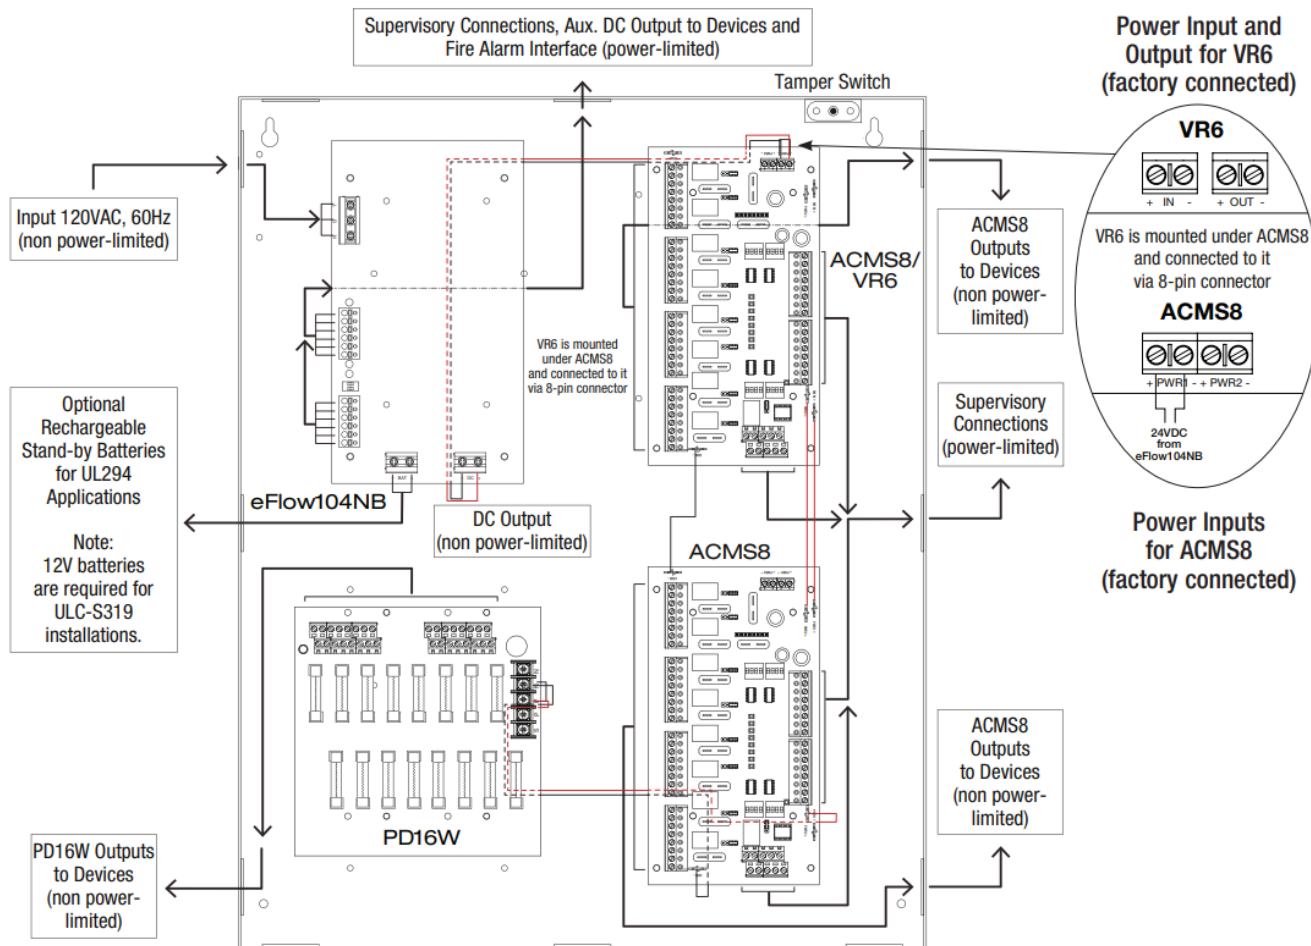 Supervisory Connections, Aux. DC Output to Devices and
Fire Alarm Interface (power-limited)
Tamper Switch
Power Input and
Output for VR6
(factory connected)
VR6
+ IN -
+ OUT -
VR6 is mounted under ACMS8
and connected to it
via 8-pin connector
ACMS8
+ PWR1 - + PWR2 -
24VDC
from
eFlow104NB
Power Inputs
for ACMS8
(factory connected)
Input 120VAC, 60Hz
(non power-limited)
ACMS8/
VR6
VR6 is mounted
under ACMS8
and connected to it
via 8-pin connector
ACMS8
Outputs
to Devices
(non power-
limited)
Optional
Rechargeable
Stand-by Batteries
for UL294
Applications
Note:
12V batteries
are required for
ULC-S319
installations.
BAT
DC
eFlow104NB
DC Output
(non power-limited)
Supervisory
Connections
(power-limited)
ACMS8
PD16W
PD16W Outputs
to Devices
(non power-
limited)
ACMS8
Outputs
to Devices
(non power-
limited)